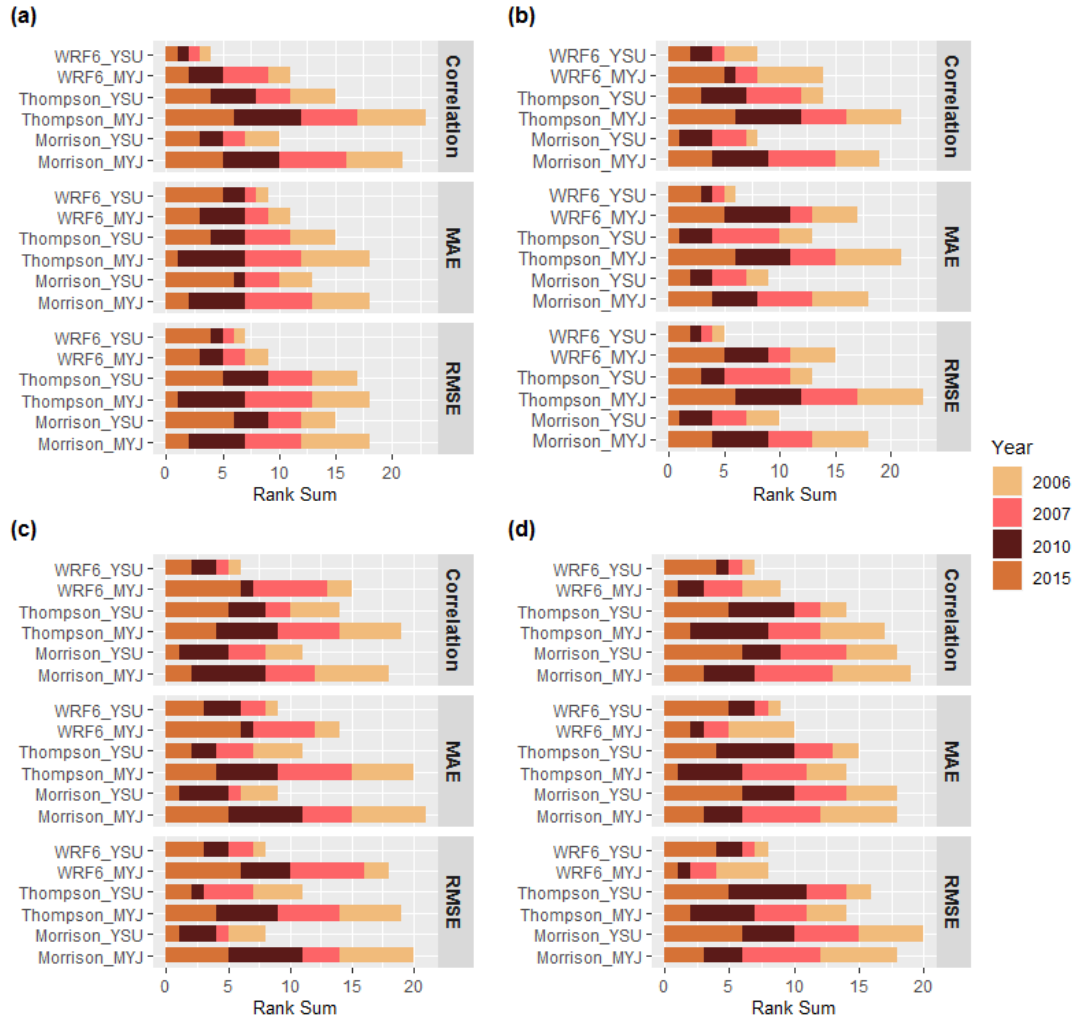 (a)
WRF6_YSU
WRF6_MYJ
Thompson_YSU
Thompson_MYJ
Morrison_YSU
Morrison_MYJ
Correlation
WRF6_YSU
WRF6_MYJ
Thompson_YSU
Thompson_MYJ
Morrison_YSU
Morrison_MYJ
MAE
WRF6_YSU
WRF6_MYJ
Thompson_YSU
Thompson_MYJ
Morrison_YSU
Morrison_MYJ
RMSE
0 5 10 15 20
Rank Sum
(b)
WRF6_YSU
WRF6_MYJ
Thompson_YSU
Thompson_MYJ
Morrison_YSU
Morrison_MYJ
Correlation
WRF6_YSU
WRF6_MYJ
Thompson_YSU
Thompson_MYJ
Morrison_YSU
Morrison_MYJ
MAE
WRF6_YSU
WRF6_MYJ
Thompson_YSU
Thompson_MYJ
Morrison_YSU
Morrison_MYJ
RMSE
0 5 10 15 20
Rank Sum
Year
2006
2007
2010
2015
(c)
WRF6_YSU
WRF6_MYJ
Thompson_YSU
Thompson_MYJ
Morrison_YSU
Morrison_MYJ
Correlation
WRF6_YSU
WRF6_MYJ
Thompson_YSU
Thompson_MYJ
Morrison_YSU
Morrison_MYJ
MAE
WRF6_YSU
WRF6_MYJ
Thompson_YSU
Thompson_MYJ
Morrison_YSU
Morrison_MYJ
RMSE
0 5 10 15 20
Rank Sum
(d)
WRF6_YSU
WRF6_MYJ
Thompson_YSU
Thompson_MYJ
Morrison_YSU
Morrison_MYJ
Correlation
WRF6_YSU
WRF6_MYJ
Thompson_YSU
Thompson_MYJ
Morrison_YSU
Morrison_MYJ
MAE
WRF6_YSU
WRF6_MYJ
Thompson_YSU
Thompson_MYJ
Morrison_YSU
Morrison_MYJ
RMSE
0 5 10 15 20
Rank Sum